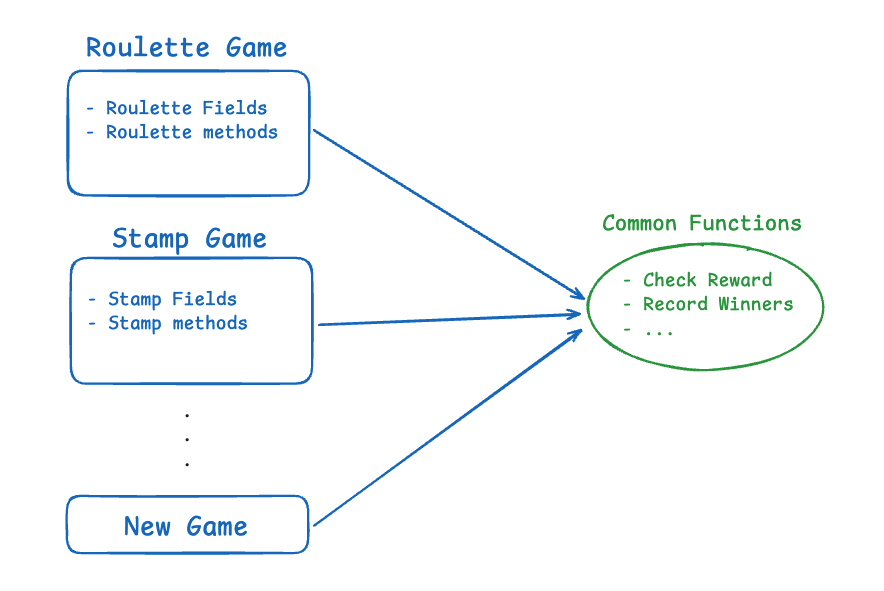 Roulette Game
- Roulette Fields
- Roulette methods
Stamp Game
- Stamp Fields
- Stamp methods
.
.
.
New Game
Common Functions
- Check Reward
- Record Winners
- ...